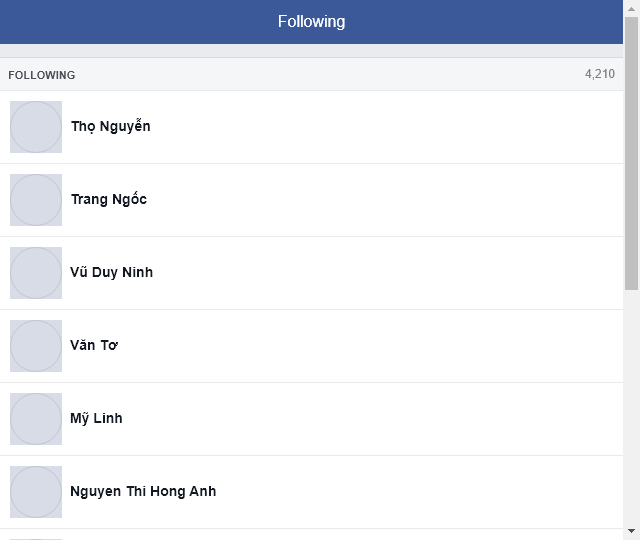 Following
FOLLOWING 4,210
Thọ Nguyễn
Trang Ngốc
Vũ Duy Ninh
Văn Tơ
Mỹ Linh
Nguyen Thi Hong Anh